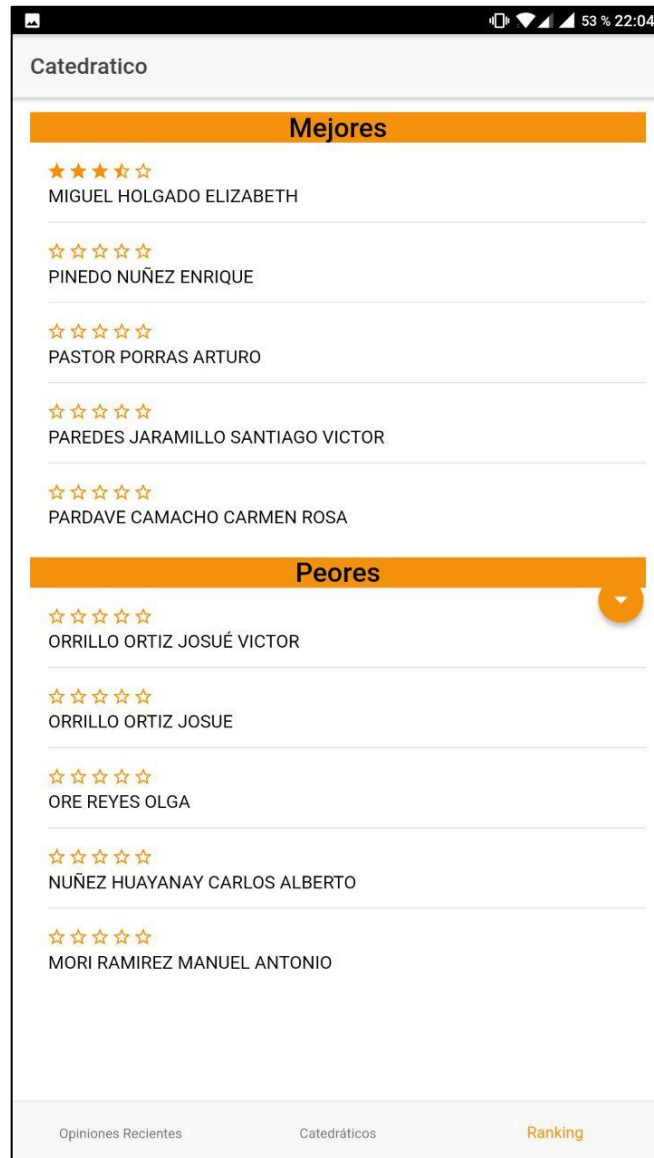 53 % 22:04
Catedratico
Mejores
MIGUEL HOLGADO ELIZABETH
PINEDO NUÑEZ ENRIQUE
PASTOR PORRAS ARTURO
PAREDES JARAMILLO SANTIAGO VICTOR
PARDAVE CAMACHO CARMEN ROSA
Peores
ORRILLO ORTIZ JOSUÉ VICTOR
ORRILLO ORTIZ JOSUE
ORE REYES OLGA
NUÑEZ HUAYANAY CARLOS ALBERTO
MORI RAMIREZ MANUEL ANTONIO
Opiniones Recientes Catedráticos Ranking